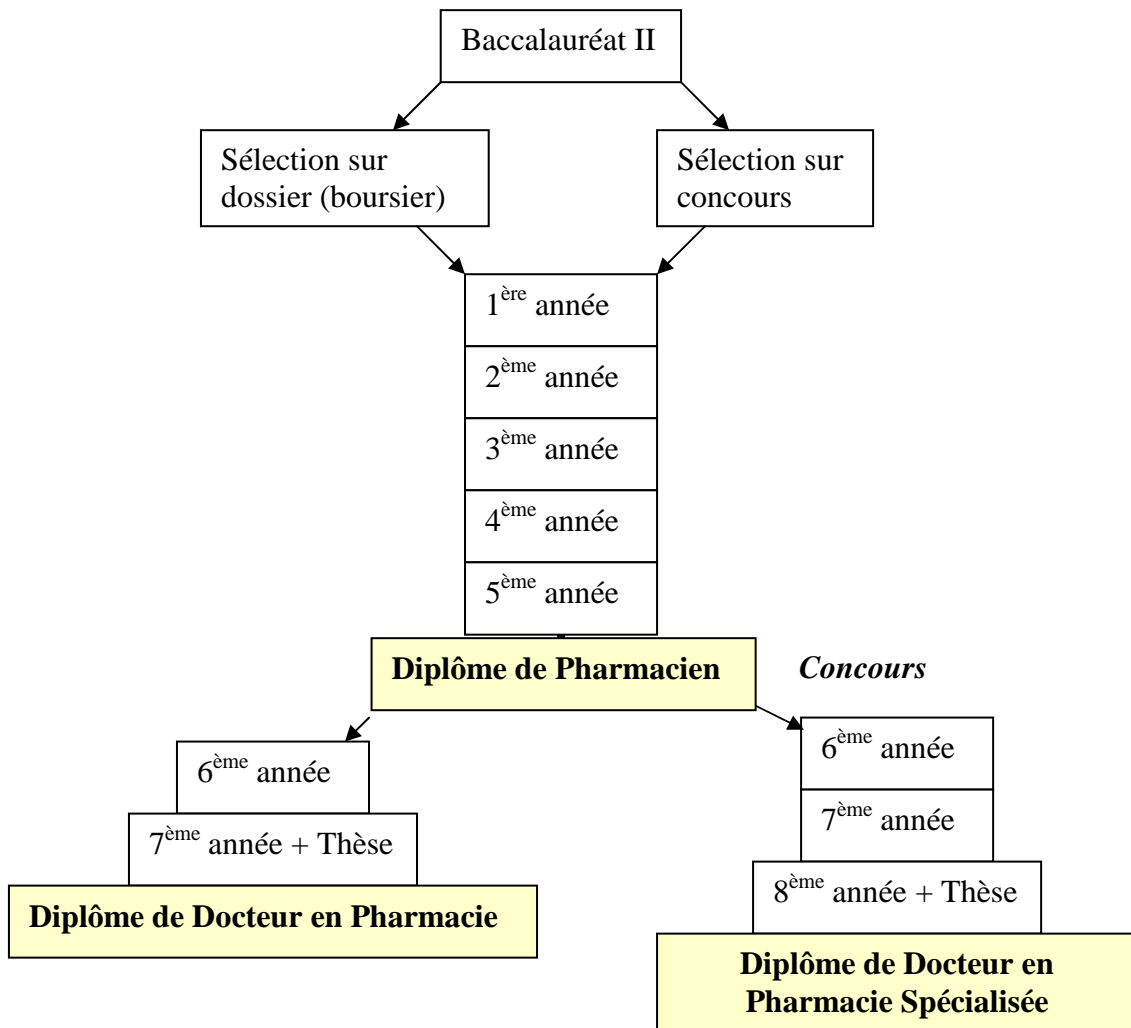 Baccalauréat II
Sélection sur
dossier (boursier)
Sélection sur
concours
1ère année
2ème année
3ème année
4ème année
5ème année
Diplôme de Pharmacien
Concours
6ème année
7ème année + Thèse
Diplôme de Docteur en Pharmacie
6ème année
7ème année
8ème année + Thèse
Diplôme de Docteur en
Pharmacie Spécialisée